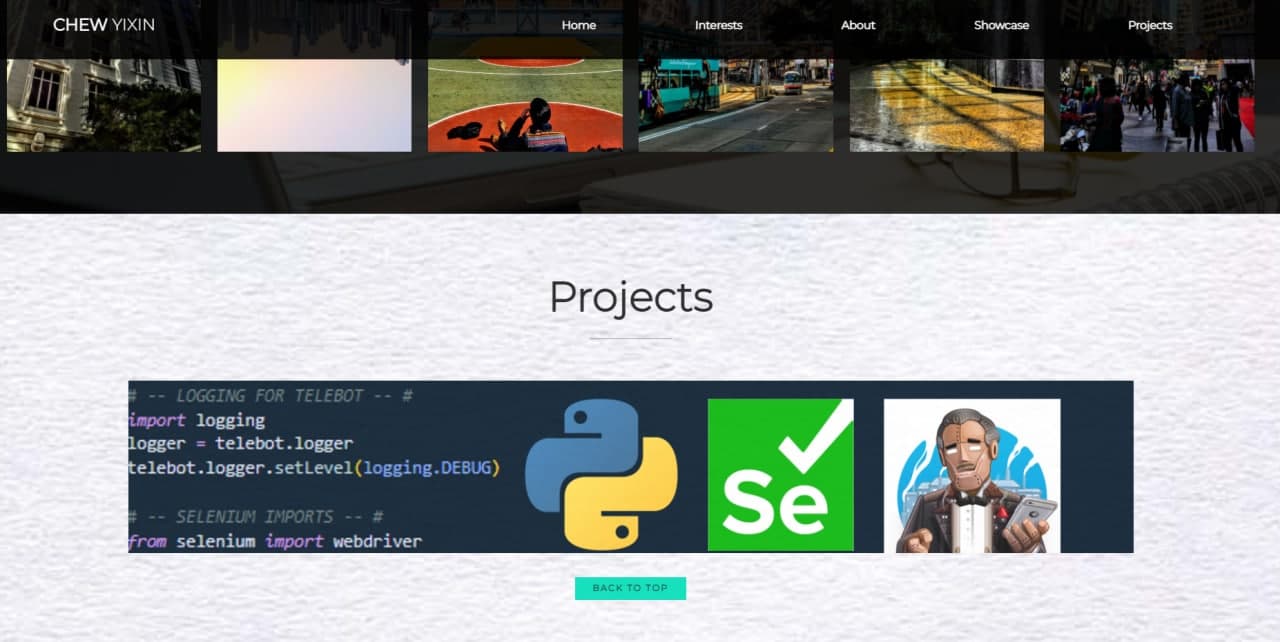 CHEW YIXIN
Home
Interests
About
Showcase
Projects
Projects
# -- LOGGING FOR TELEBOT -- #
import logging
logger = telebot.logger
telebot.logger.setLevel(logging.DEBUG)
# -- SELENIUM IMPORTS -- #
from selenium import webdriver
Se
BACK TO TOP